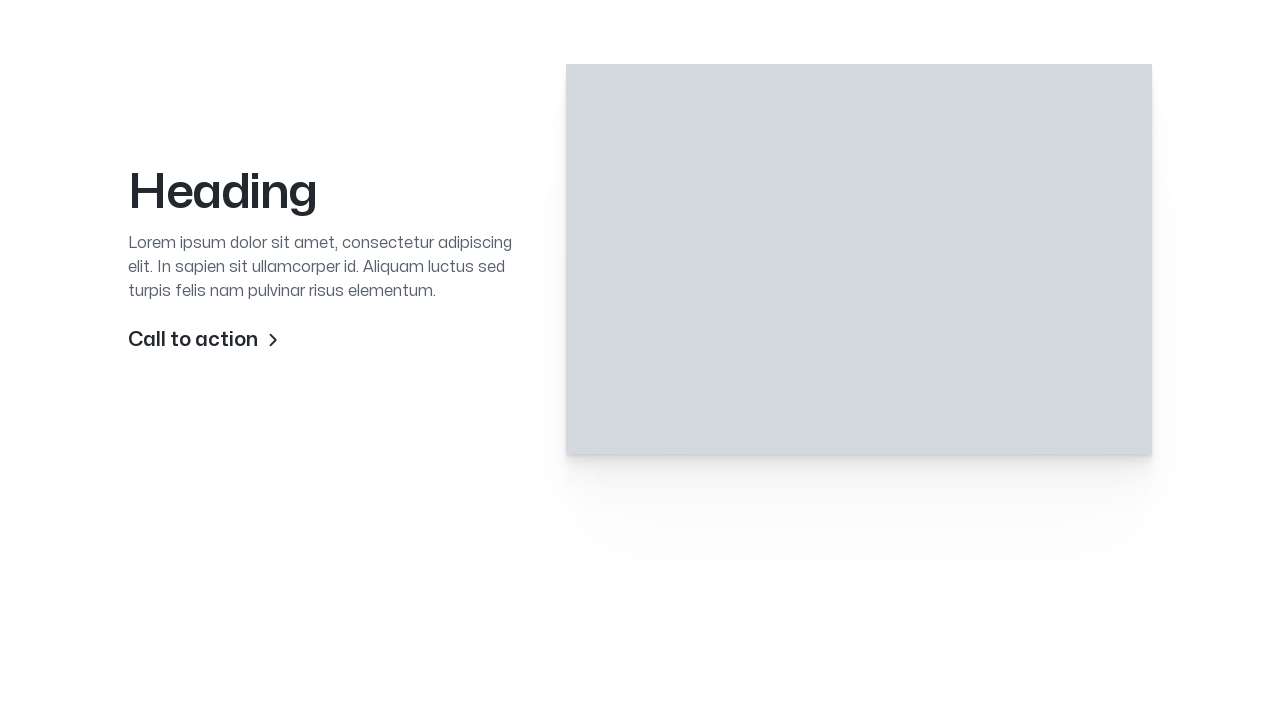 Heading
Lorem ipsum dolor sit amet, consectetur adipiscing
elit. In sapien sit ullamcorper id. Aliquam luctus sed
turpis felis nam pulvinar risus elementum.
Call to action